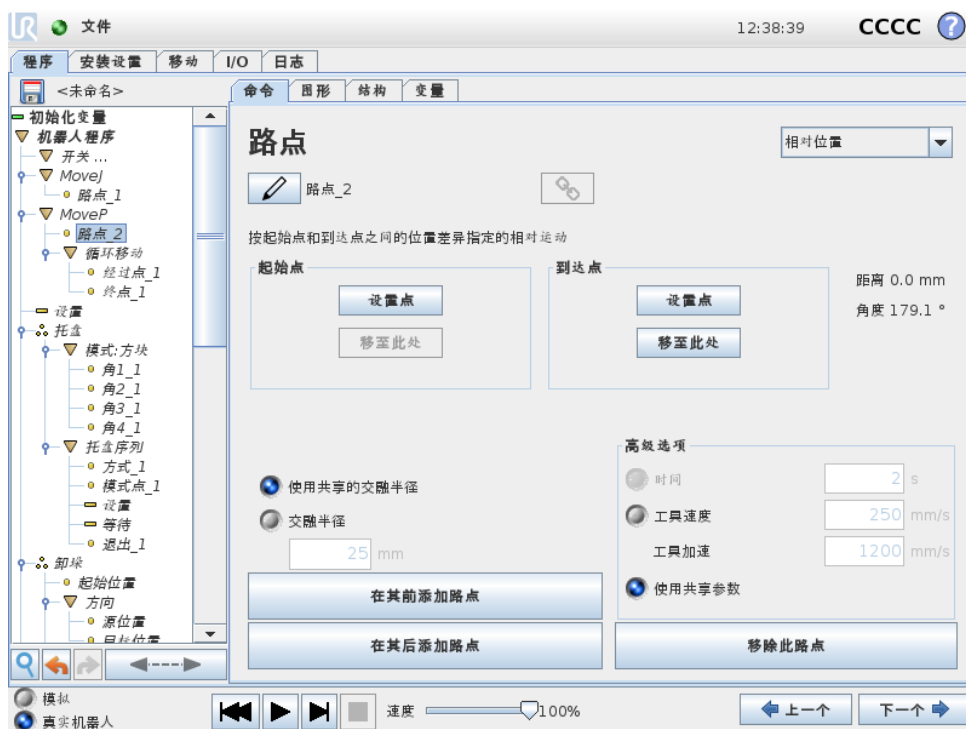 UR 文件 12:38:39 CCCC ?
程序 安装设置 移动 I/O 日志
<未命名> 命令 图形 结构 变量
初始化变量
机器人程序
开关 ...
MoveJ
路点_1
MoveP
路点_2
循环移动
经过点_1
终点_1
设置
托盘
模式:方块
角1_1
角2_1
角3_1
角4_1
托盘序列
方式_1
模式点_1
设置
等待
退出_1
卸垛
起始位置
方向
源位置
目标位置
路点
相对位置
路点_2
按起始点和到达点之间的位置差异指定的相对运动
起始点
设置点
移至此处
到达点
设置点
移至此处
距离 0.0 mm
角度 179.1 °
使用共享的交融半径
交融半径
25 mm
高级选项
时间 2 s
工具速度 250 mm/s
工具加速 1200 mm/s
使用共享参数
在其前添加路点
在其后添加路点
移除此路点
模拟
真实机器人
速度 100%
上一个
下一个